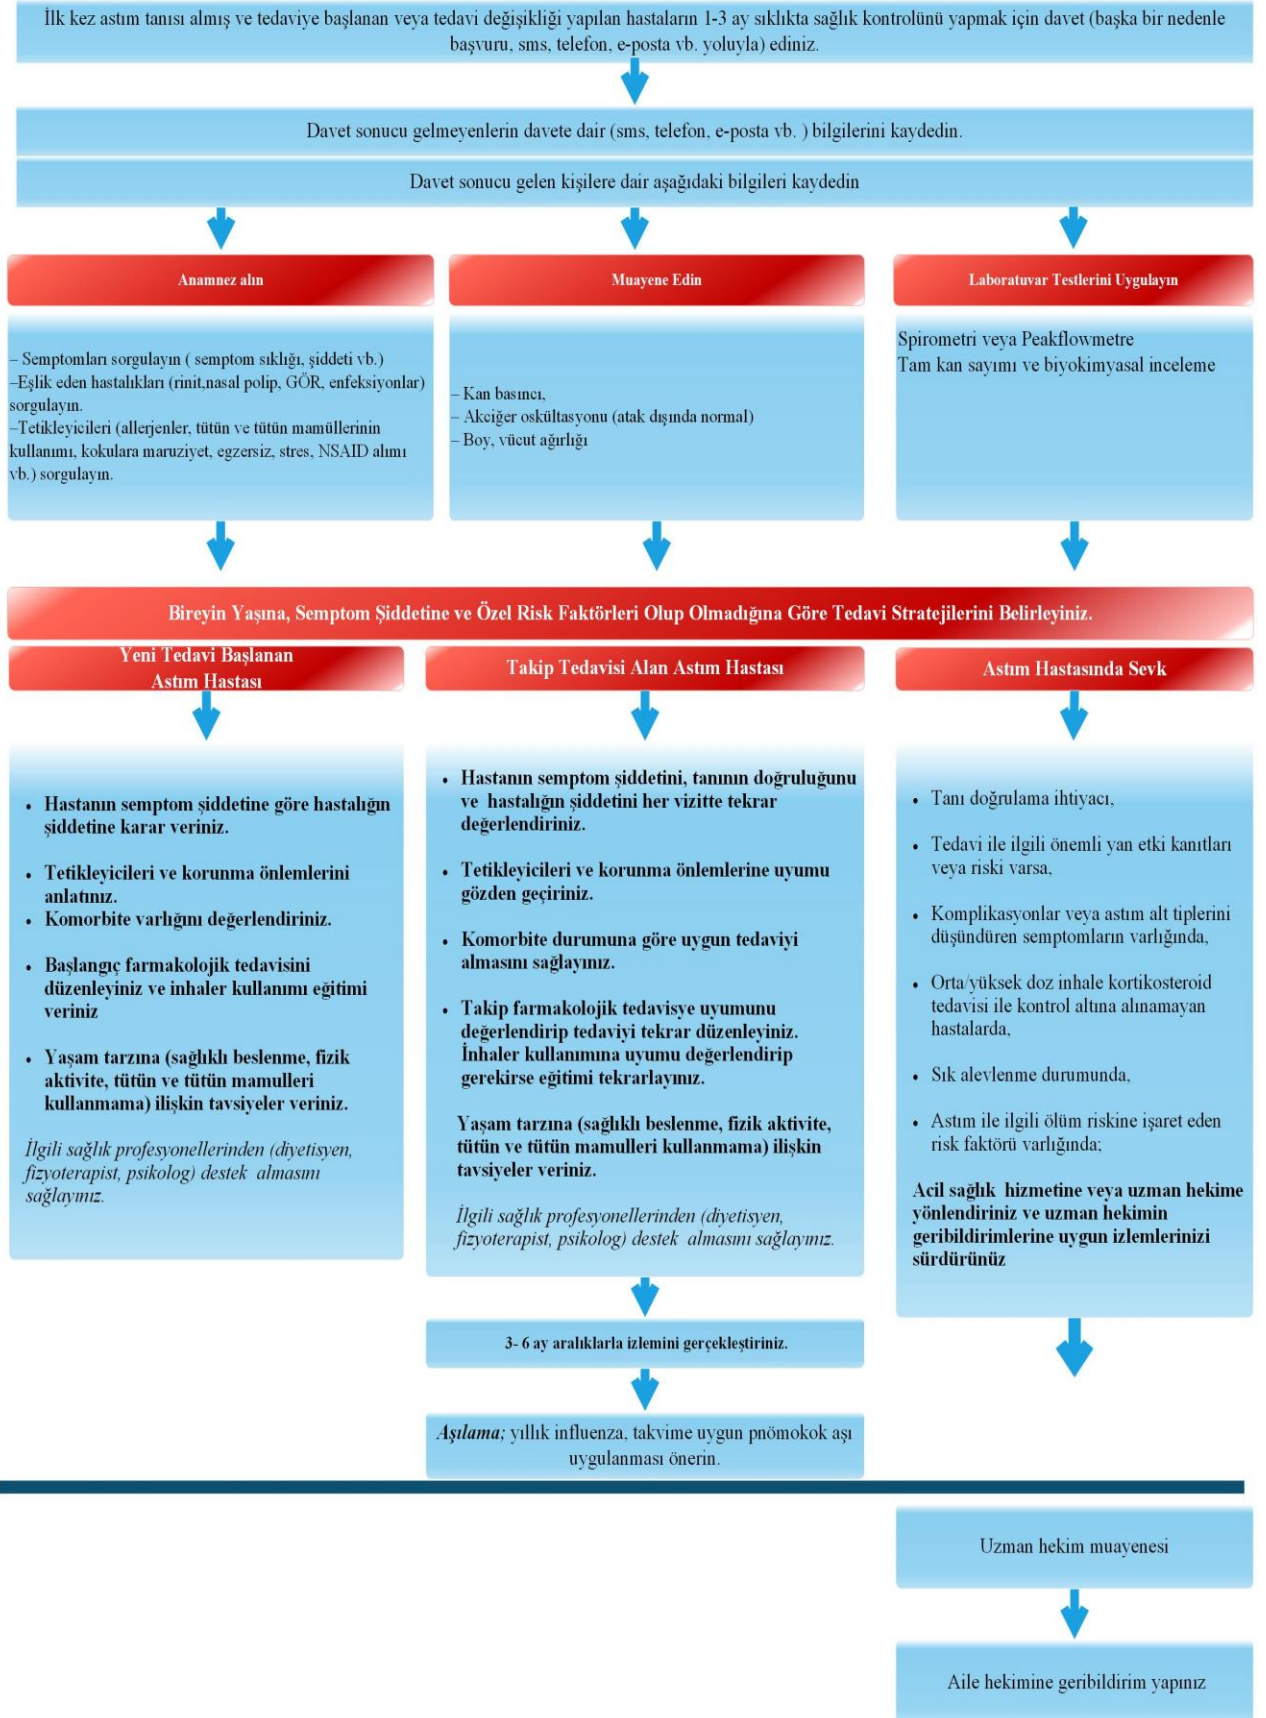 İlk kez astım tanısı almış ve tedaviye başlanan veya tedavi değişikliği yapılan hastaların 1-3 ay sıklıkta sağlık kontrolünü yapmak için davet (başka bir nedenle
başvuru, sms, telefon, e-posta vb. yoluyla) ediniz.
Davet sonucu gelmeyenlerin davete dair (sms, telefon, e-posta vb. ) bilgilerini kaydedin.
Davet sonucu gelen kişilere dair aşağıdaki bilgileri kaydedin
Anamnez alın
– Semptomları sorgulayın ( semptom sıklığı, şiddeti vb.)
–Eşlik eden hastalıkları (rinit,nasal polip, GÖR, enfeksiyonlar)
sorgulayın.
–Tetikleyicileri (allerjenler, tütün ve tütün mamüllerinin
kullanımı, kokulara maruziyet, egzersiz, stres, NSAID alımı
vb.) sorgulayın.
Muayene Edin
– Kan basıncı,
– Akciğer oskültasyonu (atak dışında normal)
– Boy, vücut ağırlığı
Laboratuvar Testlerini Uygulayın
Spirometri veya Peakflowmetre
Tam kan sayımı ve biyokimyasal inceleme
Bireyin Yaşına, Semptom Şiddetine ve Özel Risk Faktörleri Olup Olmadığına Göre Tedavi Stratejilerini Belirleyiniz.
Yeni Tedavi Başlanan
Astım Hastası
• Hastanın semptom şiddetine göre hastalığın
şiddetine karar veriniz.
• Tetikleyicileri ve korunma önlemlerini
anlatınız.
• Komorbite varlığını değerlendiriniz.
• Başlangıç farmakolojik tedavisini
düzenleyiniz ve inhaler kullanımı eğitimi
veriniz
• Yaşam tarzına (sağlıklı beslenme, fizik
aktivite, tütün ve tütün mamulleri
kullanmama) ilişkin tavsiyeler veriniz.
İlgili sağlık profesyonellerinden (diyetisyen,
fizyoterapist, psikolog) destek almasını
sağlayınız.
Takip Tedavisi Alan Astım Hastası
• Hastanın semptom şiddetini, tanının doğruluğunu
ve hastalığın şiddetini her vizitte tekrar
değerlendiriniz.
• Tetikleyicileri ve korunma önlemlerine uyumu
gözden geçiriniz.
• Komorbite durumuna göre uygun tedaviyi
almasını sağlayınız.
• Takip farmakolojik tedavisye uyumunu
değerlendirip tedaviyi tekrar düzenleyiniz.
İnhaler kullanımına uyumu değerlendirip
gerekirse eğitimi tekrarlayınız.
Yaşam tarzına (sağlıklı beslenme, fizik aktivite,
tütün ve tütün mamulleri kullanmama) ilişkin
tavsiyeler veriniz.
İlgili sağlık profesyonellerinden (diyetisyen,
fizyoterapist, psikolog) destek almasını sağlayınız.
3- 6 ay aralıklarla izlemini gerçekleştiriniz.
Aşılama; yıllık influenza, takvime uygun pnömokok aşı
uygulanması önerin.
Astım Hastasında Sevk
• Tanı doğrulama ihtiyacı,
• Tedavi ile ilgili önemli yan etki kanıtları
veya riski varsa,
• Komplikasyonlar veya astım alt tiplerini
düşündüren semptomların varlığında,
• Orta/yüksek doz inhale kortikosteroid
tedavisi ile kontrol altına alınamayan
hastalarda,
• Sık alevlenme durumunda,
• Astım ile ilgili ölüm riskine işaret eden
risk faktörü varlığında;
Acil sağlık hizmetine veya uzman hekime
yönlendiriniz ve uzman hekimin
geribildirimlerine uygun izlemlerinizi
sürdürünüz
Uzman hekim muayenesi
Aile hekimine geribildirim yapınız